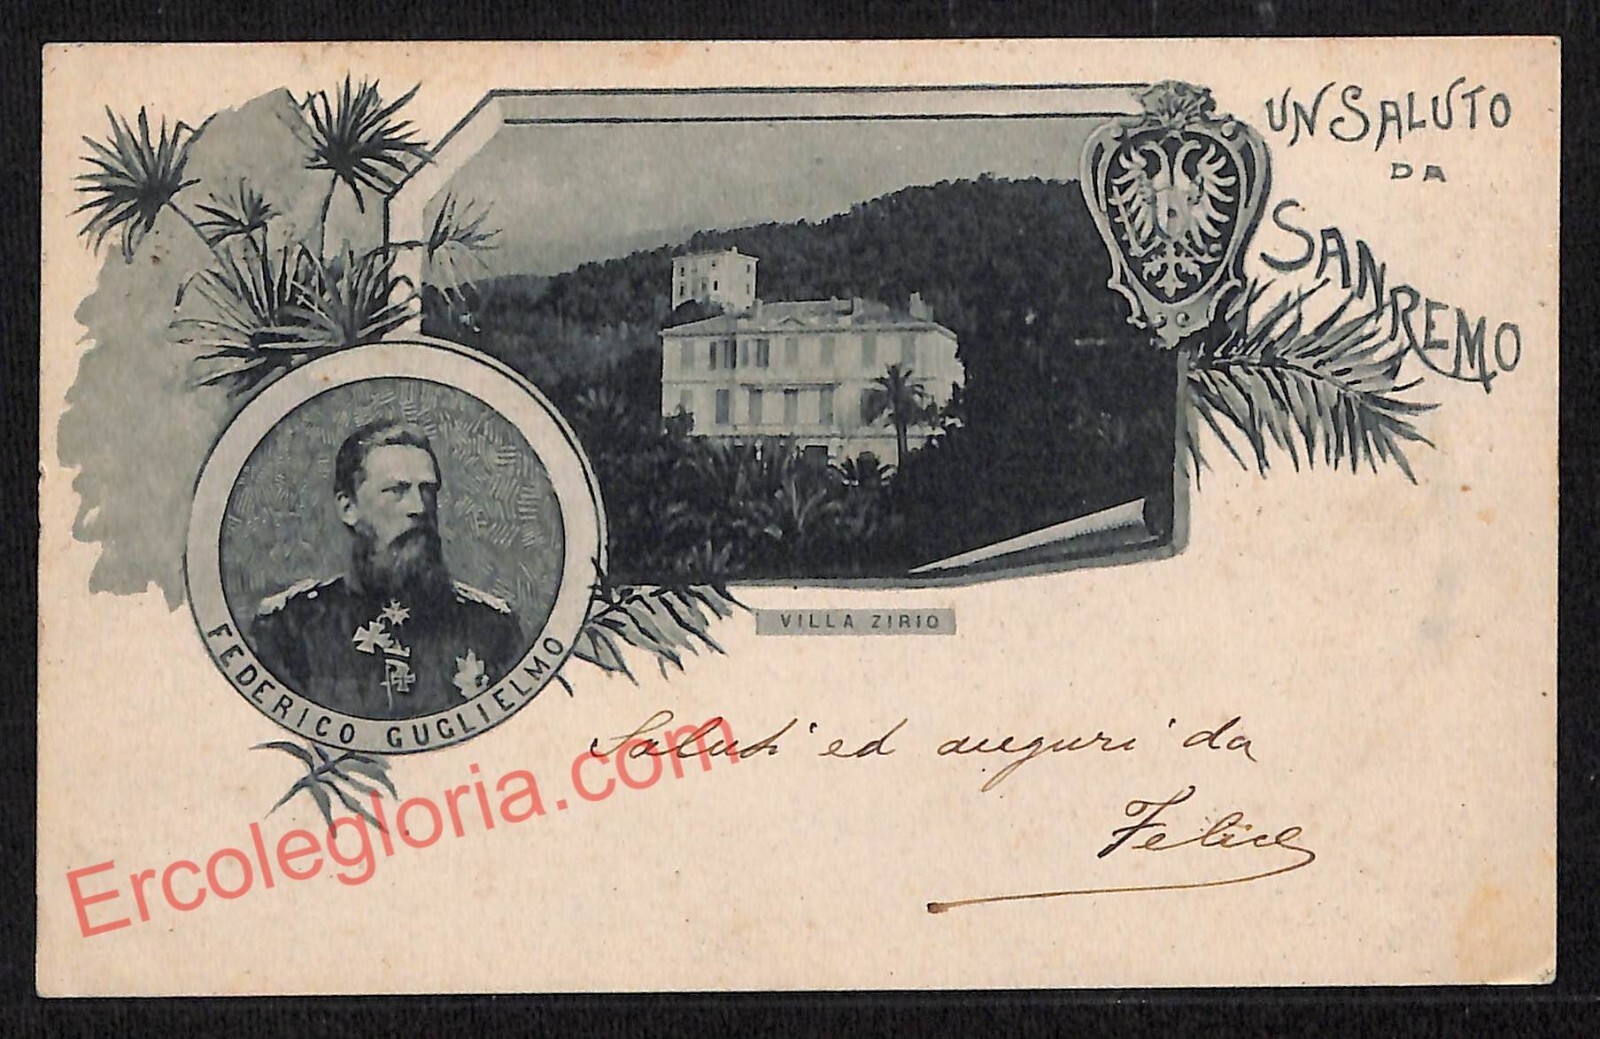 UN SALUTO
DA
SANREMO
FEDERICO GUGLIELMO
VILLA ZIRIO
Saluti ed auguri da
Felice
Ercolegloria.com